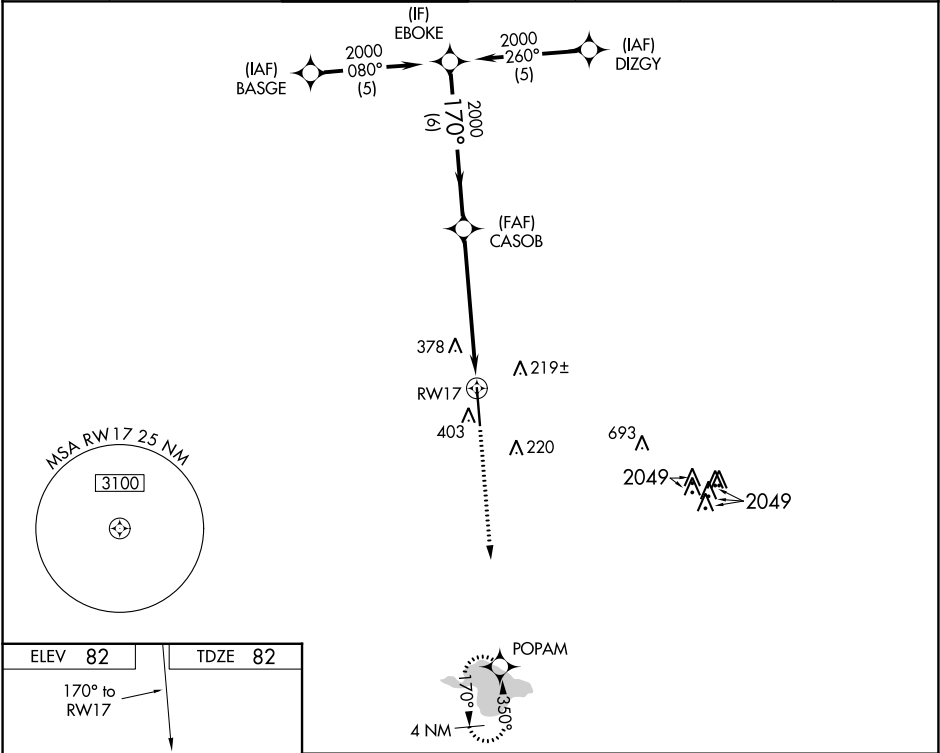 (IF)
EBOKE
(IAF)
BASGE
2000
080°
(5)
2000
260°
(5)
(IAF)
DIZGY
2000
170°
(6)
(FAF)
CASOB
378
219±
RW17
403
220
693
2049
2049
MSA RW17 25 NM
3100
POPAM
170°
350°
4 NM
ELEV 82
TDZE 82
170° to
RW17